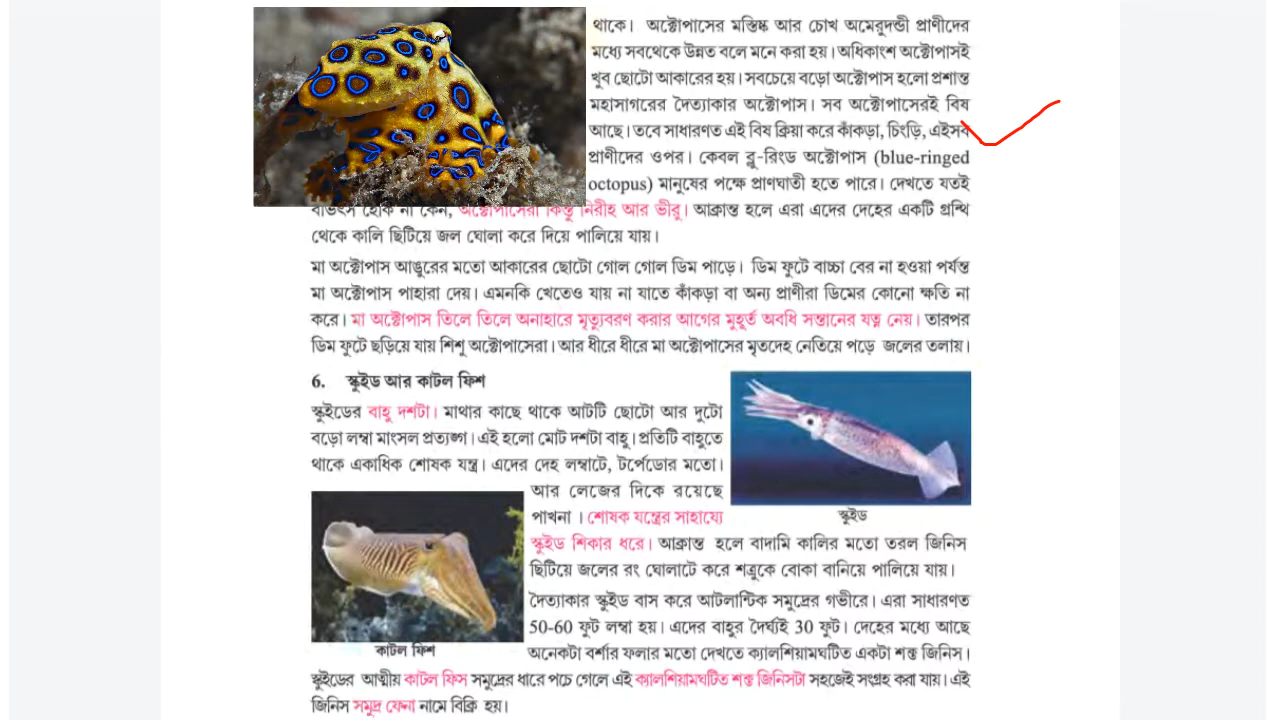 থাকে। অক্টোপাসের মস্তিষ্ক আর চোখ অমেরুদন্ডী প্রাণীদের
মধ্যে সবথেকে উন্নত বলে মনে করা হয়। অধিকাংশ অক্টোপাসই
খুব ছোটো আকারের হয়। সবচেয়ে বড়ো অক্টোপাস হলো প্রশান্ত
মহাসাগরের দৈত্যাকার অক্টোপাস। সব অক্টোপাসেরই বিষ
আছে। তবে সাধারণত এই বিষ ক্রিয়া করে কাঁকড়া, চিংড়ি, এইসব
প্রাণীদের ওপর। কেবল ব্লু-রিংড অক্টোপাস (blue-ringed
octopus) মানুষের পক্ষে প্রাণঘাতী হতে পারে। দেখতে যতই
বীভৎস হোক না কেন, অক্টোপাসেরা কিন্তু নিরীহ আর ভীরু। আক্রান্ত হলে এরা এদের দেহের একটি গ্রন্থি
থেকে কালি ছিটিয়ে জল ঘোলা করে দিয়ে পালিয়ে যায়।
মা অক্টোপাস আঙুরের মতো আকারের ছোটো গোল গোল ডিম পাড়ে। ডিম ফুটে বাচ্চা বের না হওয়া পর্যন্ত
মা অক্টোপাস পাহারা দেয়। এমনকি খেতেও যায় না যাতে কাঁকড়া বা অন্য প্রাণীরা ডিমের কোনো ক্ষতি না
করে। মা অক্টোপাস তিলে তিলে অনাহারে মৃত্যুবরণ করার আগের মুহূর্ত অবধি সন্তানের যত্ন নেয়। তারপর
ডিম ফুটে ছড়িয়ে যায় শিশু অক্টোপাসেরা। আর ধীরে ধীরে মা অক্টোপাসের মৃতদেহ নেতিয়ে পড়ে জলের তলায়।
6. স্কুইড আর কাটল ফিশ
স্কুইডের বাহু দশটা। মাথার কাছে থাকে আটটি ছোটো আর দুটো
বড়ো লম্বা মাংসল প্রত্যঙ্গ। এই হলো মোট দশটা বাহু। প্রতিটি বাহুতে
থাকে একাধিক শোষক যন্ত্র। এদের দেহ লম্বাটে, টর্পেডোর মতো।
আর লেজের দিকে রয়েছে
পাখনা। শোষক যন্ত্রের সাহায্যে
স্কুইড
স্কুইড শিকার ধরে। আক্রান্ত হলে বাদামি কালির মতো তরল জিনিস
ছিটিয়ে জলের রং ঘোলাটে করে শত্রুকে বোকা বানিয়ে পালিয়ে যায়।
দৈত্যাকার স্কুইড বাস করে আটলান্টিক সমুদ্রের গভীরে। এরা সাধারণত
50-60 ফুট লম্বা হয়। এদের বাহুর দৈর্ঘ্যই 30 ফুট। দেহের মধ্যে আছে
কাটল ফিশ
অনেকটা বর্শার ফলার মতো দেখতে ক্যালশিয়ামঘটিত একটা শক্ত জিনিস।
স্কুইডের আত্মীয় কাটল ফিস সমুদ্রের ধারে পচে গেলে এই ক্যালশিয়ামঘটিত শক্ত জিনিসটা সহজেই সংগ্রহ করা যায়। এই
জিনিস সমুদ্র ফেনা নামে বিক্রি হয়।